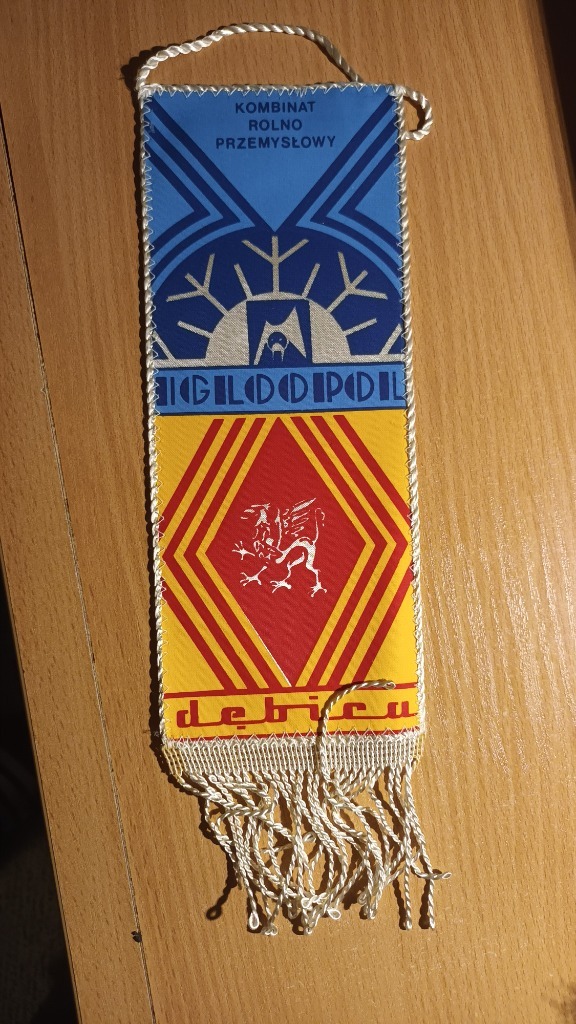 KOMBINAT
ROLNO
PRZEMYSŁOWY
IGLOOPOL
dębica